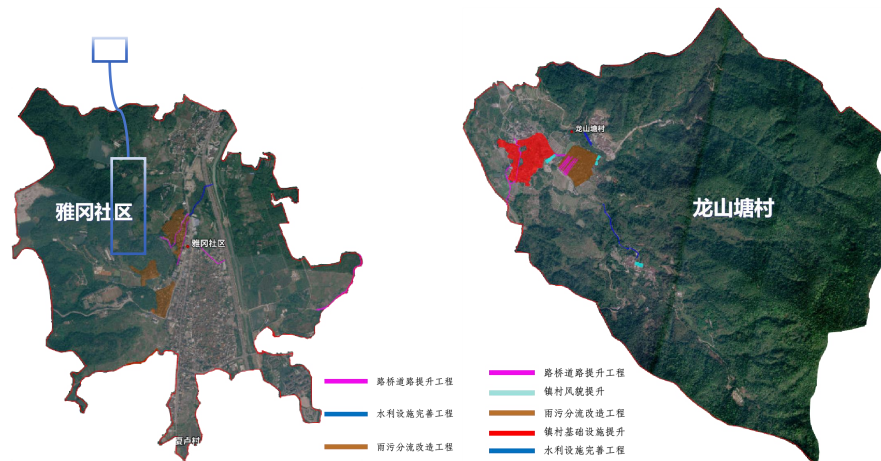 龙山塘村
雅冈社区
龙山塘村
雅冈社区
路桥道路提升工程
水利设施完善工程
雨污分流改造工程
夏卢村
路桥道路提升工程
镇村风貌提升
雨污分流改造工程
镇村基础设施提升
水利设施完善工程